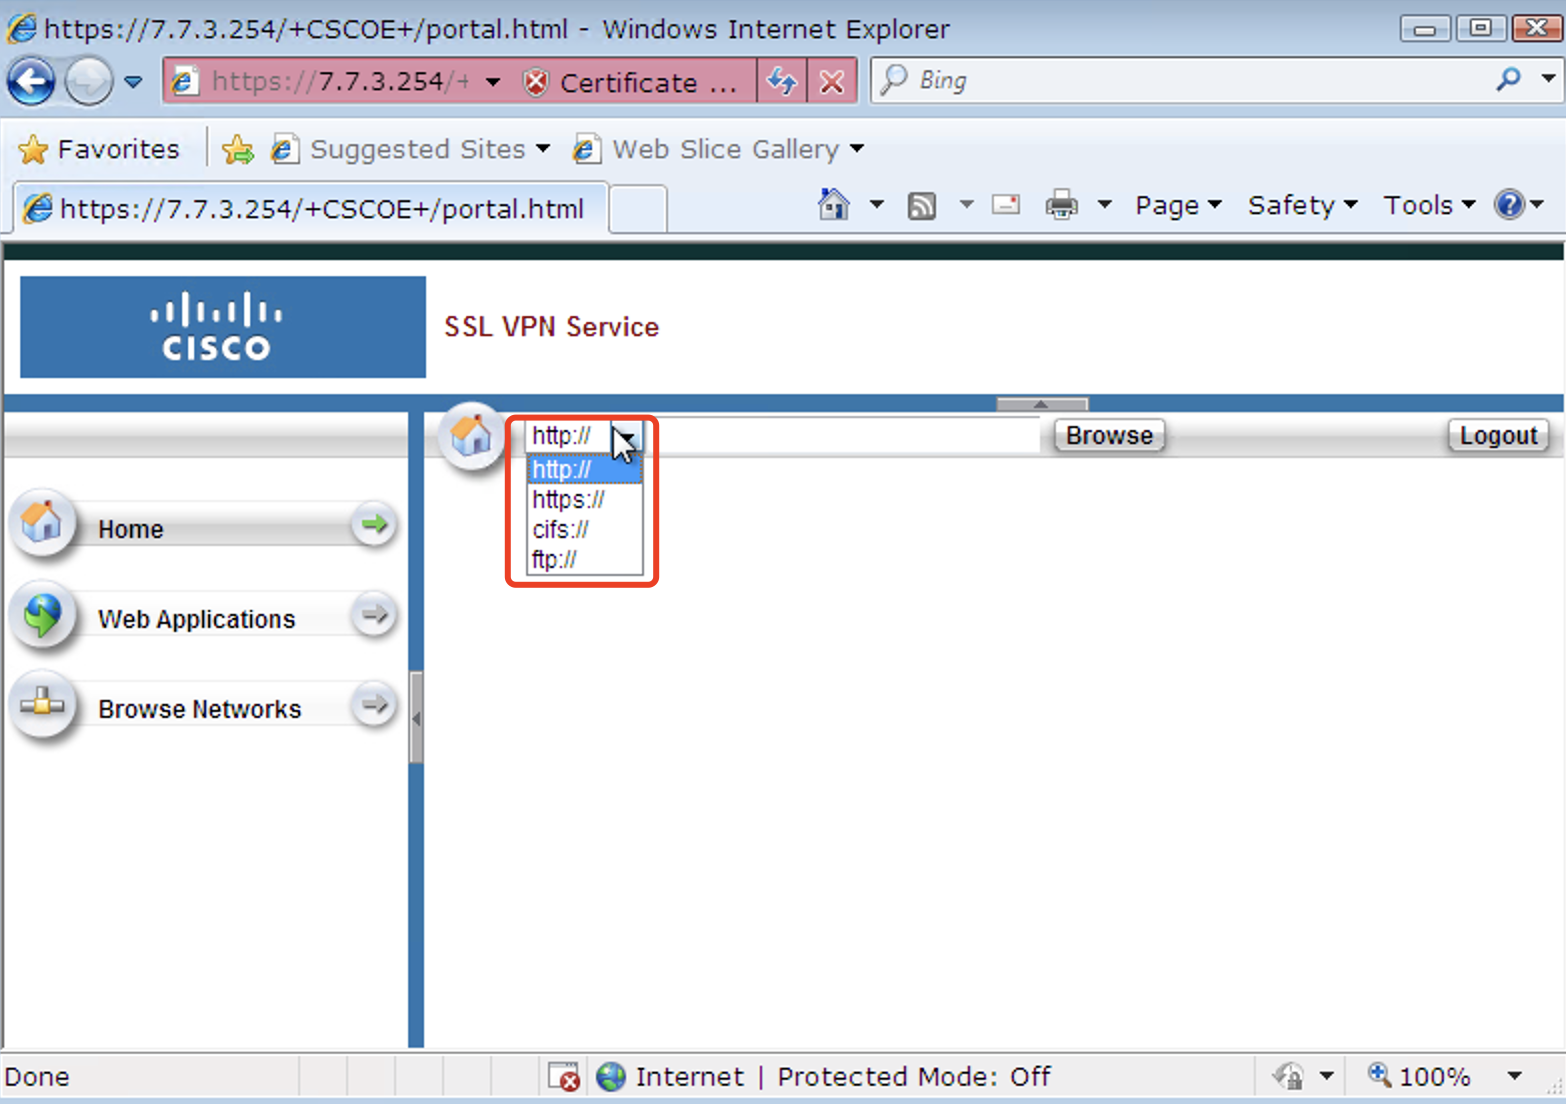 https://7.7.3.254/+CSCOE+/portal.html - Windows Internet Explorer
https://7.7.3.254/+ Certificate ... Bing
Favorites Suggested Sites Web Slice Gallery
https://7.7.3.254/+CSCOE+/portal.html Page Safety Tools
CISCO SSL VPN Service
http:// Browse Logout
http://
https://
cifs://
ftp://
Home
Web Applications
Browse Networks
Done Internet | Protected Mode: Off 100%